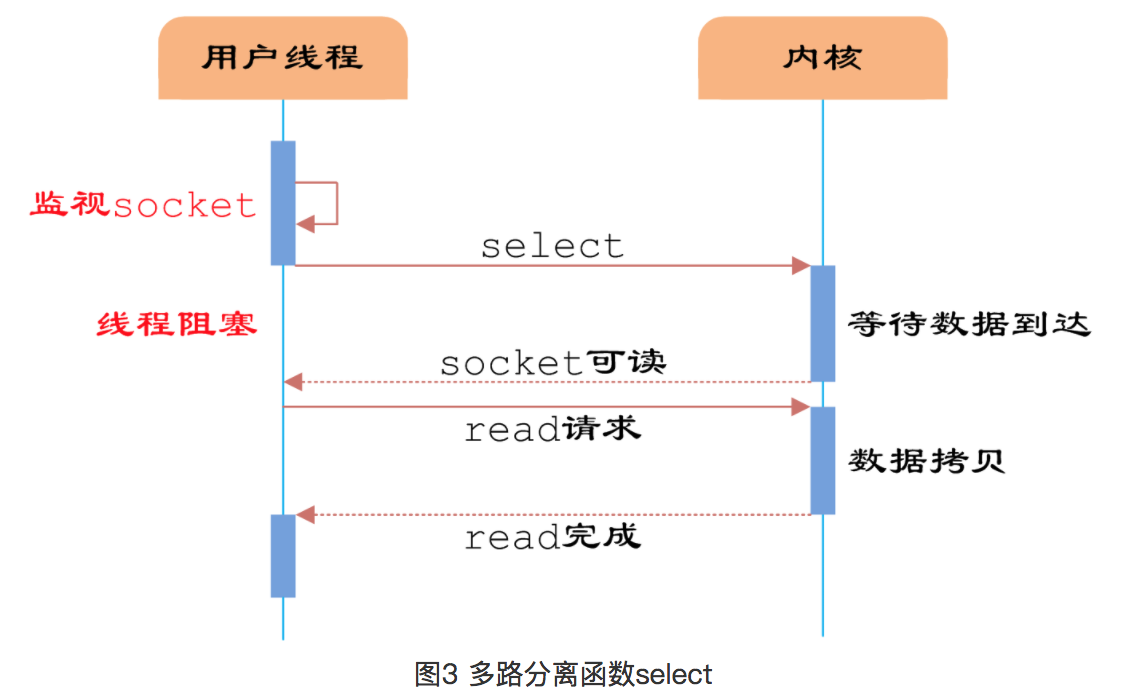 用户线程
内核
监视socket
select
线程阻塞
等待数据到达
socket可读
read请求
数据拷贝
read完成
图3 多路分离函数select